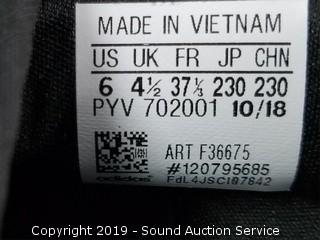 MADE IN VIETNAM
US UK FR JP CHN
6 4½ 37⅓ 230 230
PYV 702001 10/18
ART F36675
#120795685
adidas FdL4JSCI87842
Copyright 2019 - Sound Auction Service